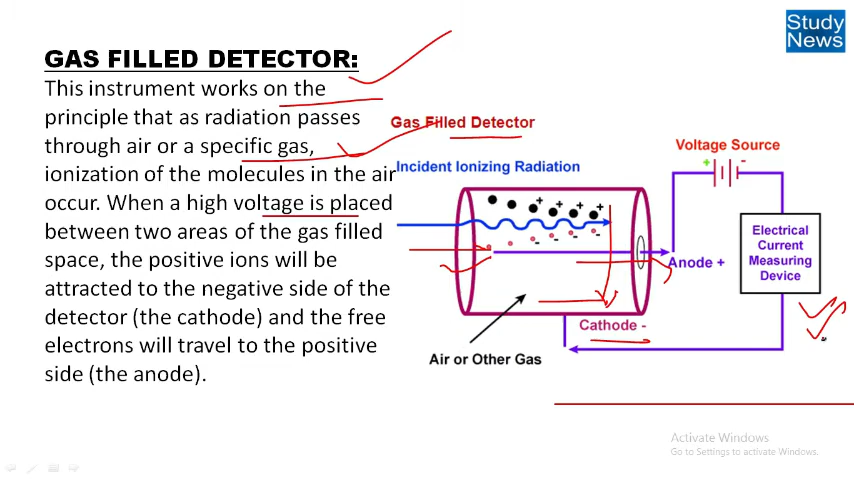 Study
News
GAS FILLED DETECTOR:
This instrument works on the
principle that as radiation passes
through air or a specific gas,
ionization of the molecules in the air
occur. When a high voltage is placed
between two areas of the gas filled
space, the positive ions will be
attracted to the negative side of the
detector (the cathode) and the free
electrons will travel to the positive
side (the anode).
Gas Filled Detector
Incident Ionizing Radiation
Voltage Source
+ -
+ + + + +
- - - - -
Electrical
Current
Measuring
Device
Anode +
Cathode -
Air or Other Gas
Activate Windows
Go to Settings to activate Windows.